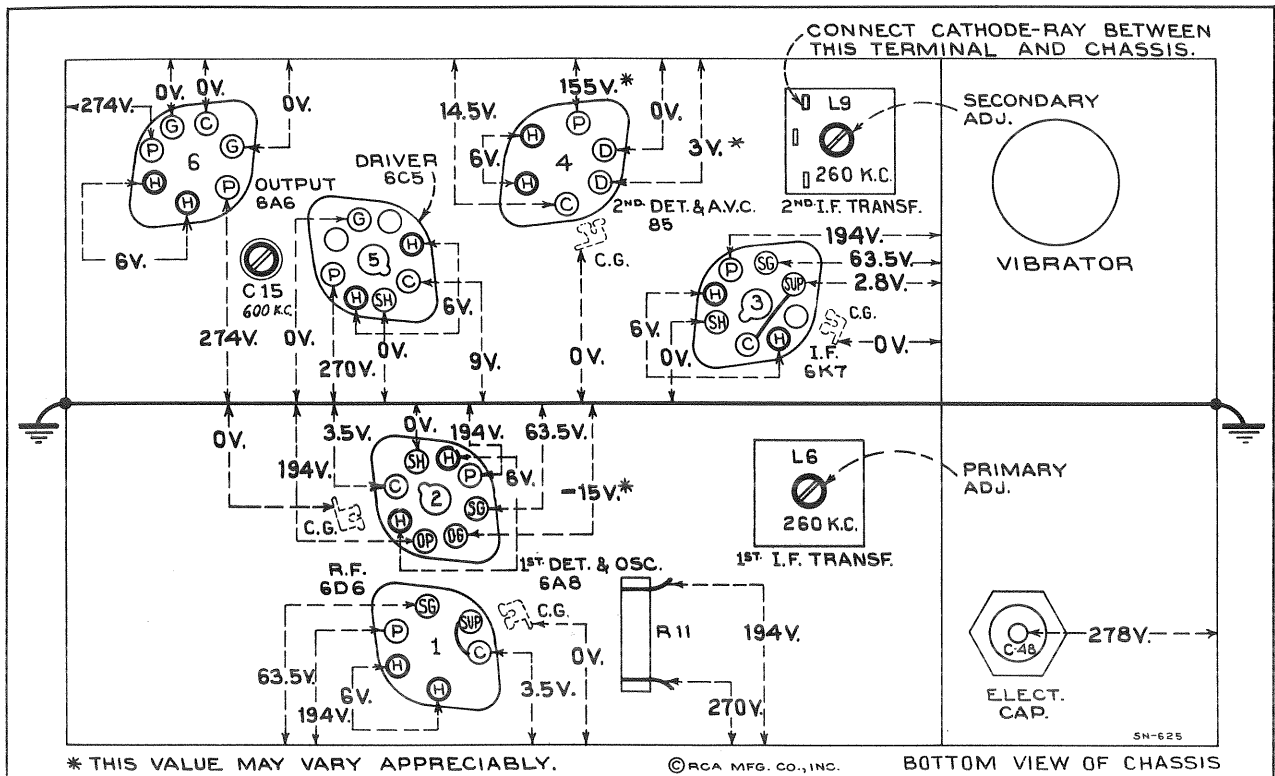 CONNECT CATHODE-RAY BETWEEN
THIS TERMINAL AND CHASSIS.
274V.
0V.
0V.
0V.
G
C
G
P
6
H
H
P
6V.
OUTPUT
6A6
274V.
C 15
600 K.C.
DRIVER
6C5
G
H
5
P
C
H
SH
0V.
270V.
0V.
6V.
9V.
14.5V.
155V.*
0V.
3V.*
P
H
4
D
6V.
H
D
C
2ND. DET. & A.V.C.
85
C.G.
0V.
L9
260 K.C.
2ND. I.F. TRANSF.
SECONDARY
ADJ.
VIBRATOR
194V.
63.5V.
2.8V.
P
SG
SUP
H
3
SH
C
H
6V.
0V.
C.G.
0V.
I.F.
6K7
0V.
194V.
3.5V.
0V.
194V.
63.5V.
-15V.*
6V.
SH
H
P
C
2
SG
H
OP
OG
C.G.
1ST. DET. & OSC.
6A8
L6
260 K.C.
1ST. I.F. TRANSF.
PRIMARY
ADJ.
R.F.
6D6
SG
SUP
P
1
C
H
H
C.G.
63.5V.
6V.
194V.
3.5V.
0V.
R 11
194V.
270V.
C-48
278V.
ELECT.
CAP.
SN-625
* THIS VALUE MAY VARY APPRECIABLY.
© RCA MFG. CO., INC.
BOTTOM VIEW OF CHASSIS